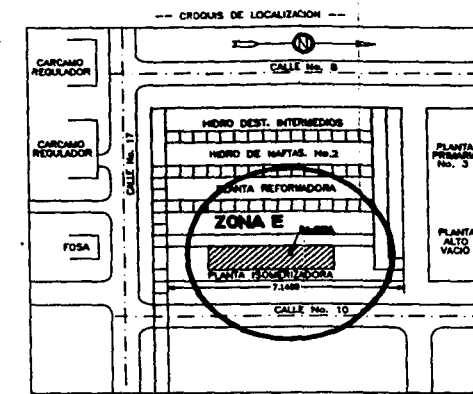 -- CROQUIS DE LOCALIZACION --
N
CALLE No. 8
CARCAMO
REGULADOR
CARCAMO
REGULADOR
FOSA
CALLE No. 17
HIDRO DEST. INTERMEDIOS
HIDRO DE NAFTAS. No.2
PLANTA REFORMADORA
ZONA E
PLANTA ISOMERIZADORA
CALLE No. 10
PLANTA
PRIMARIA
No. 3
PLANTA
ALTO
VACIO